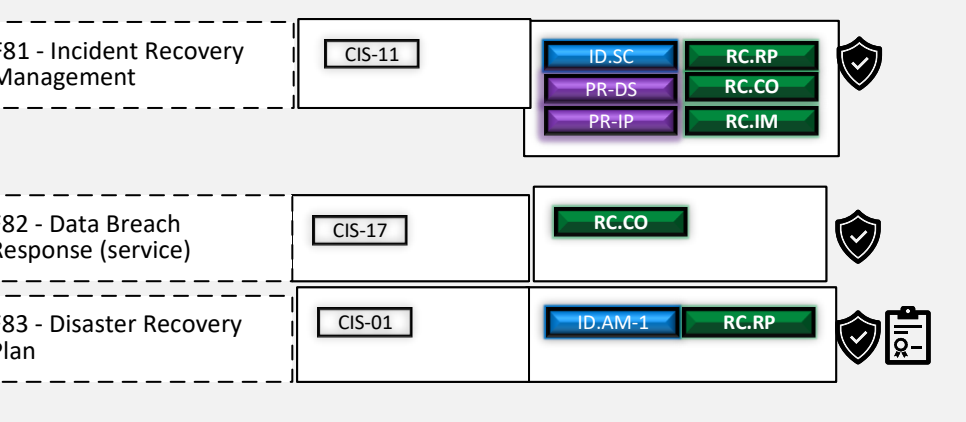 F81 - Incident Recovery
Management
CIS-11
ID.SC
RC.RP
PR-DS
RC.CO
PR-IP
RC.IM
F82 - Data Breach
Response (service)
CIS-17
RC.CO
F83 - Disaster Recovery
Plan
CIS-01
ID.AM-1
RC.RP